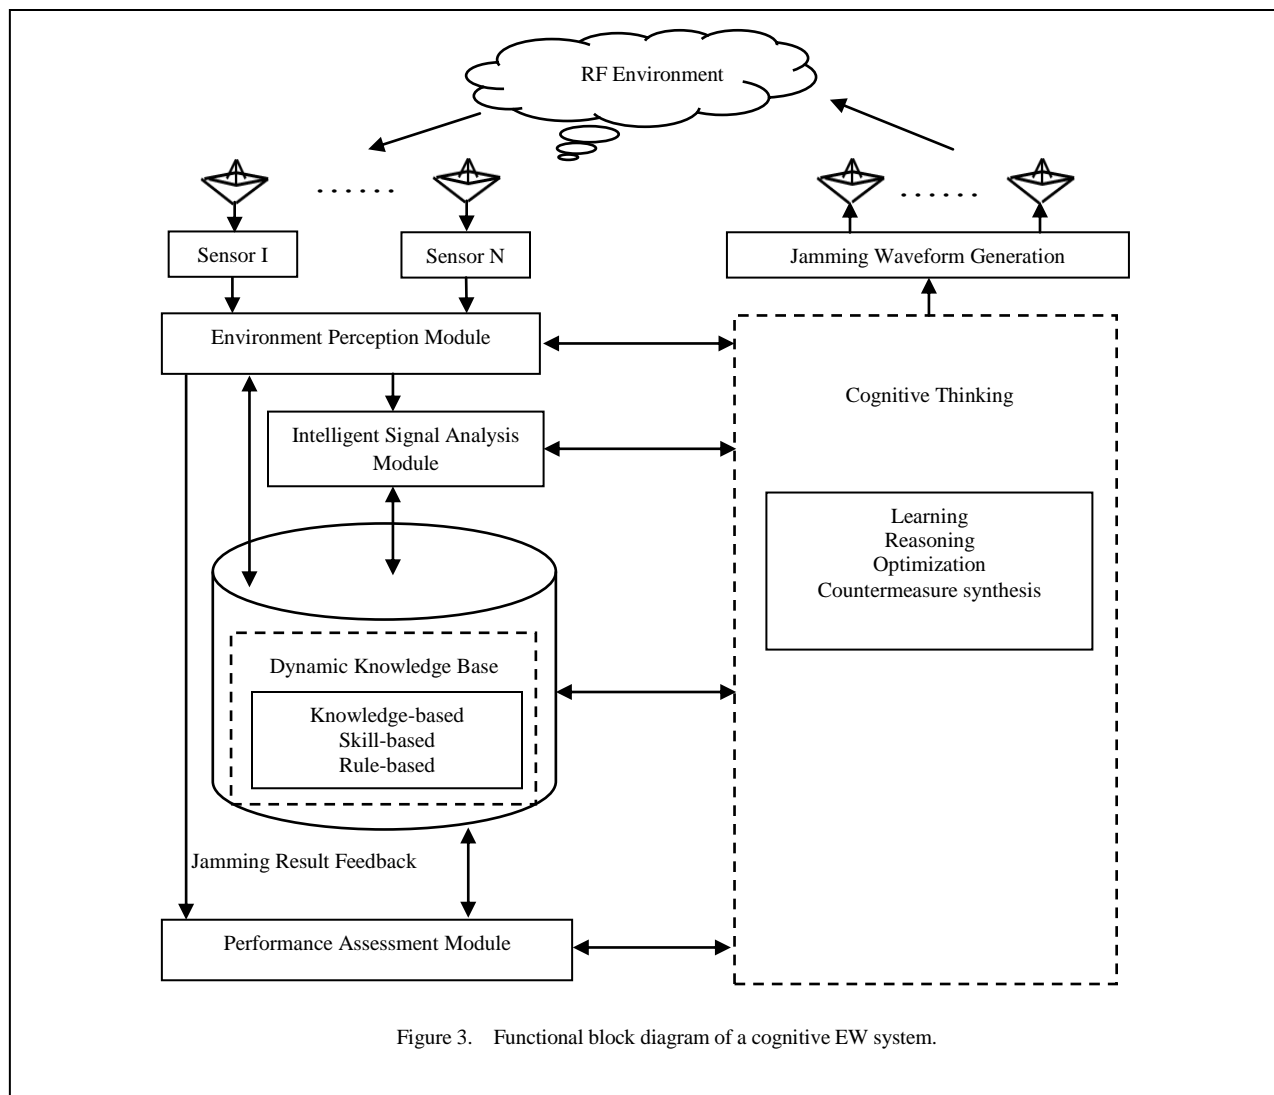 RF Environment
. . . . . .
. . . . . .
Sensor I
Sensor N
Jamming Waveform Generation
Environment Perception Module
Cognitive Thinking
Intelligent Signal Analysis
Module
Learning
Reasoning
Optimization
Countermeasure synthesis
Dynamic Knowledge Base
Knowledge-based
Skill-based
Rule-based
Jamming Result Feedback
Performance Assessment Module
Figure 3. Functional block diagram of a cognitive EW system.